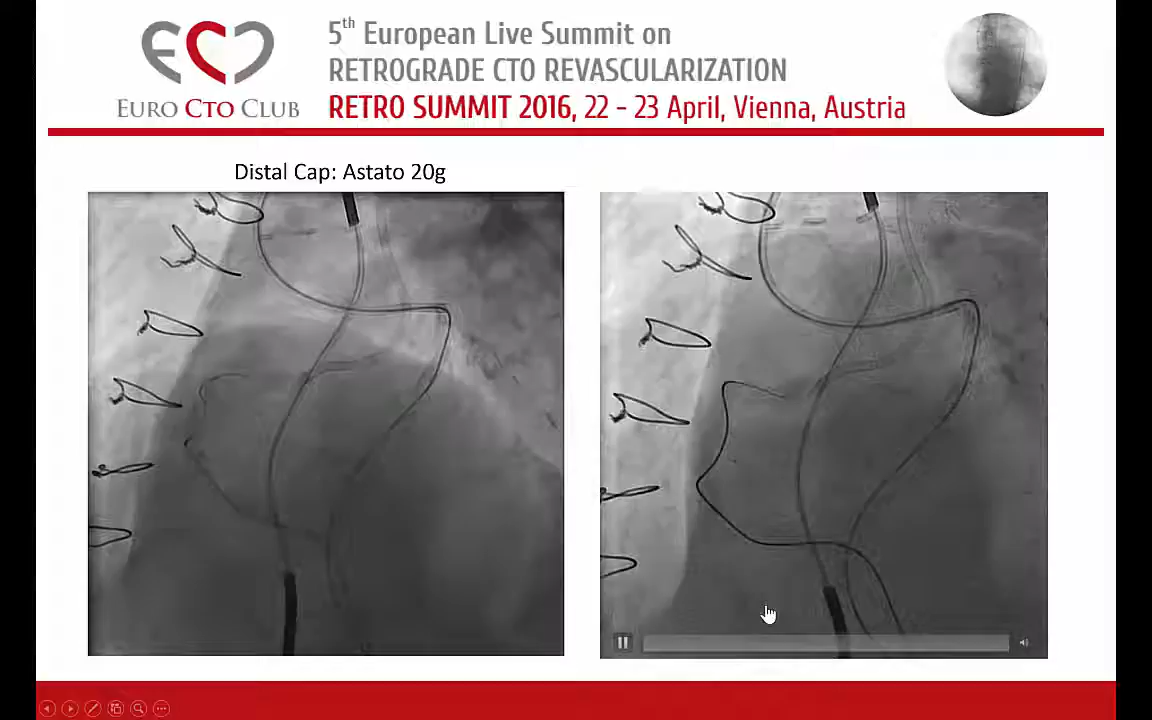 5th European Live Summit on
RETROGRADE CTO REVASCULARIZATION
RETRO SUMMIT 2016, 22 - 23 April, Vienna, Austria
EURO CTO CLUB
Distal Cap: Astato 20g